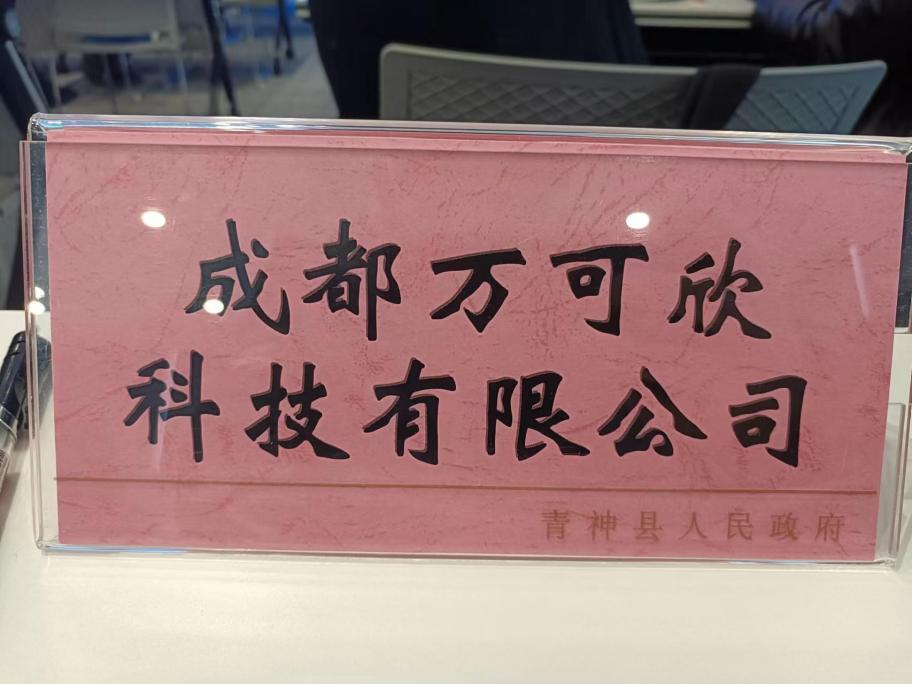 成都万可欣
科技有限公司
青神县人民政府